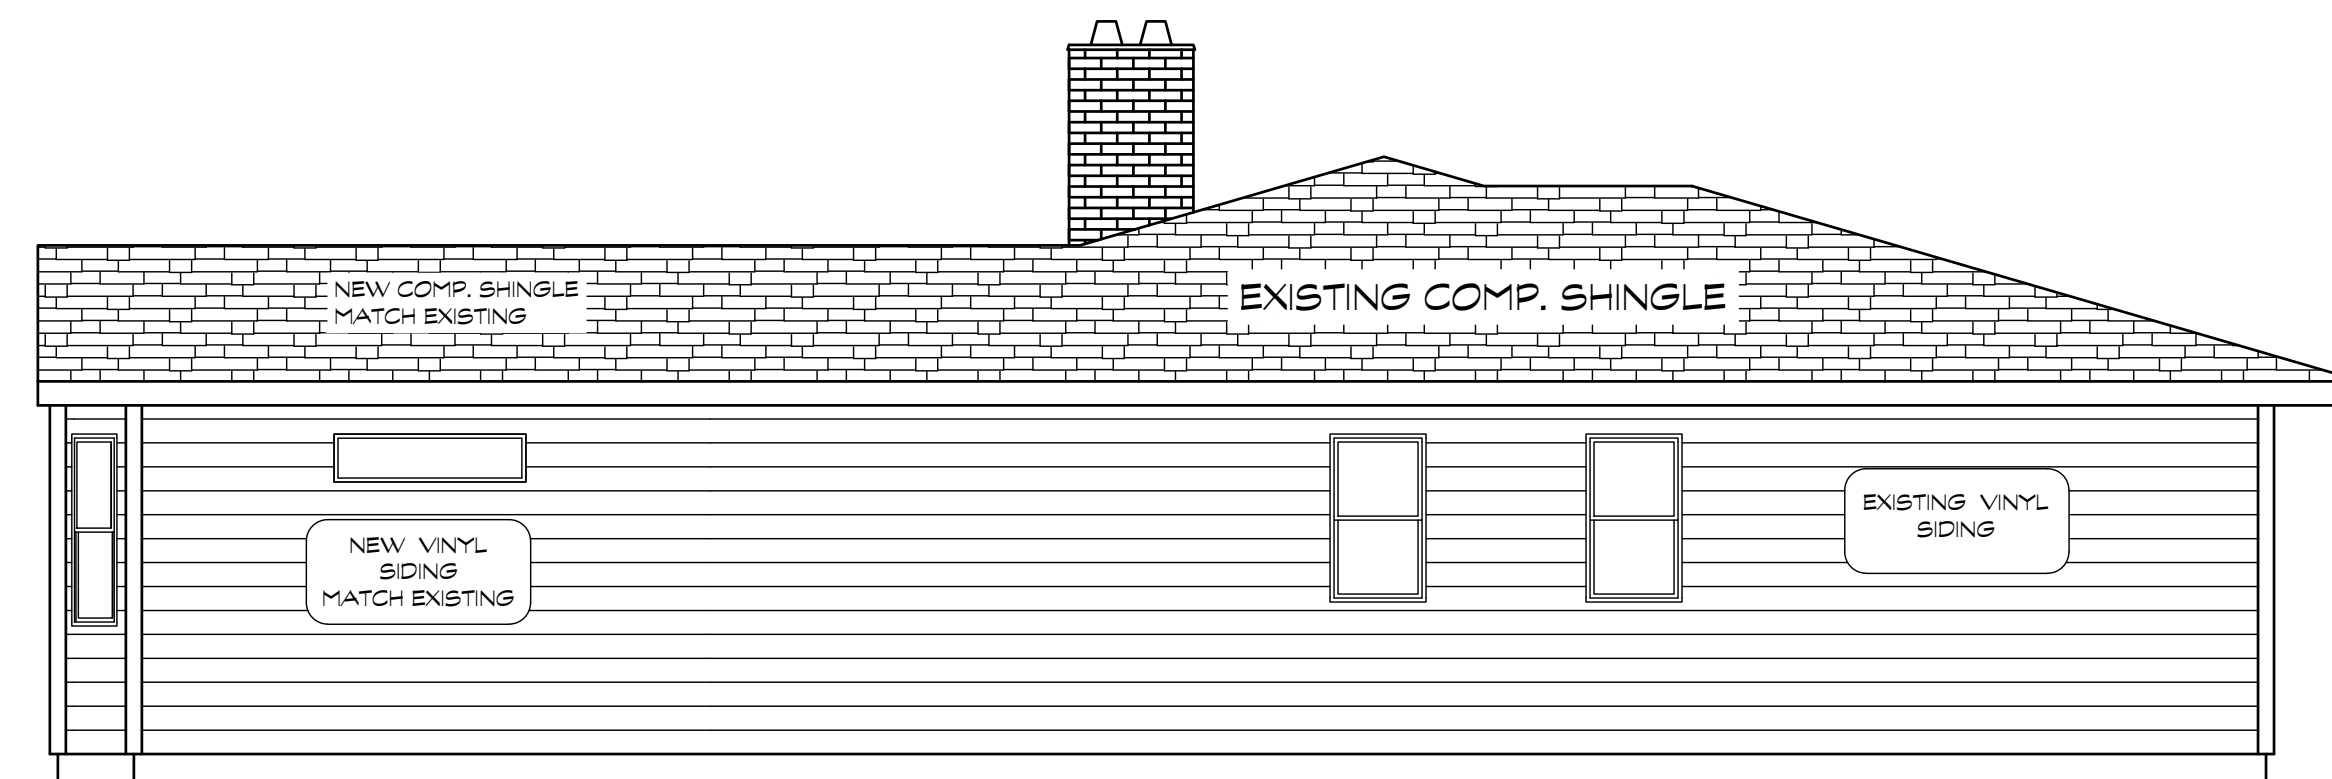 NEW COMP. SHINGLE
MATCH EXISTING
EXISTING COMP. SHINGLE
NEW VINYL
SIDING
MATCH EXISTING
EXISTING VINYL
SIDING